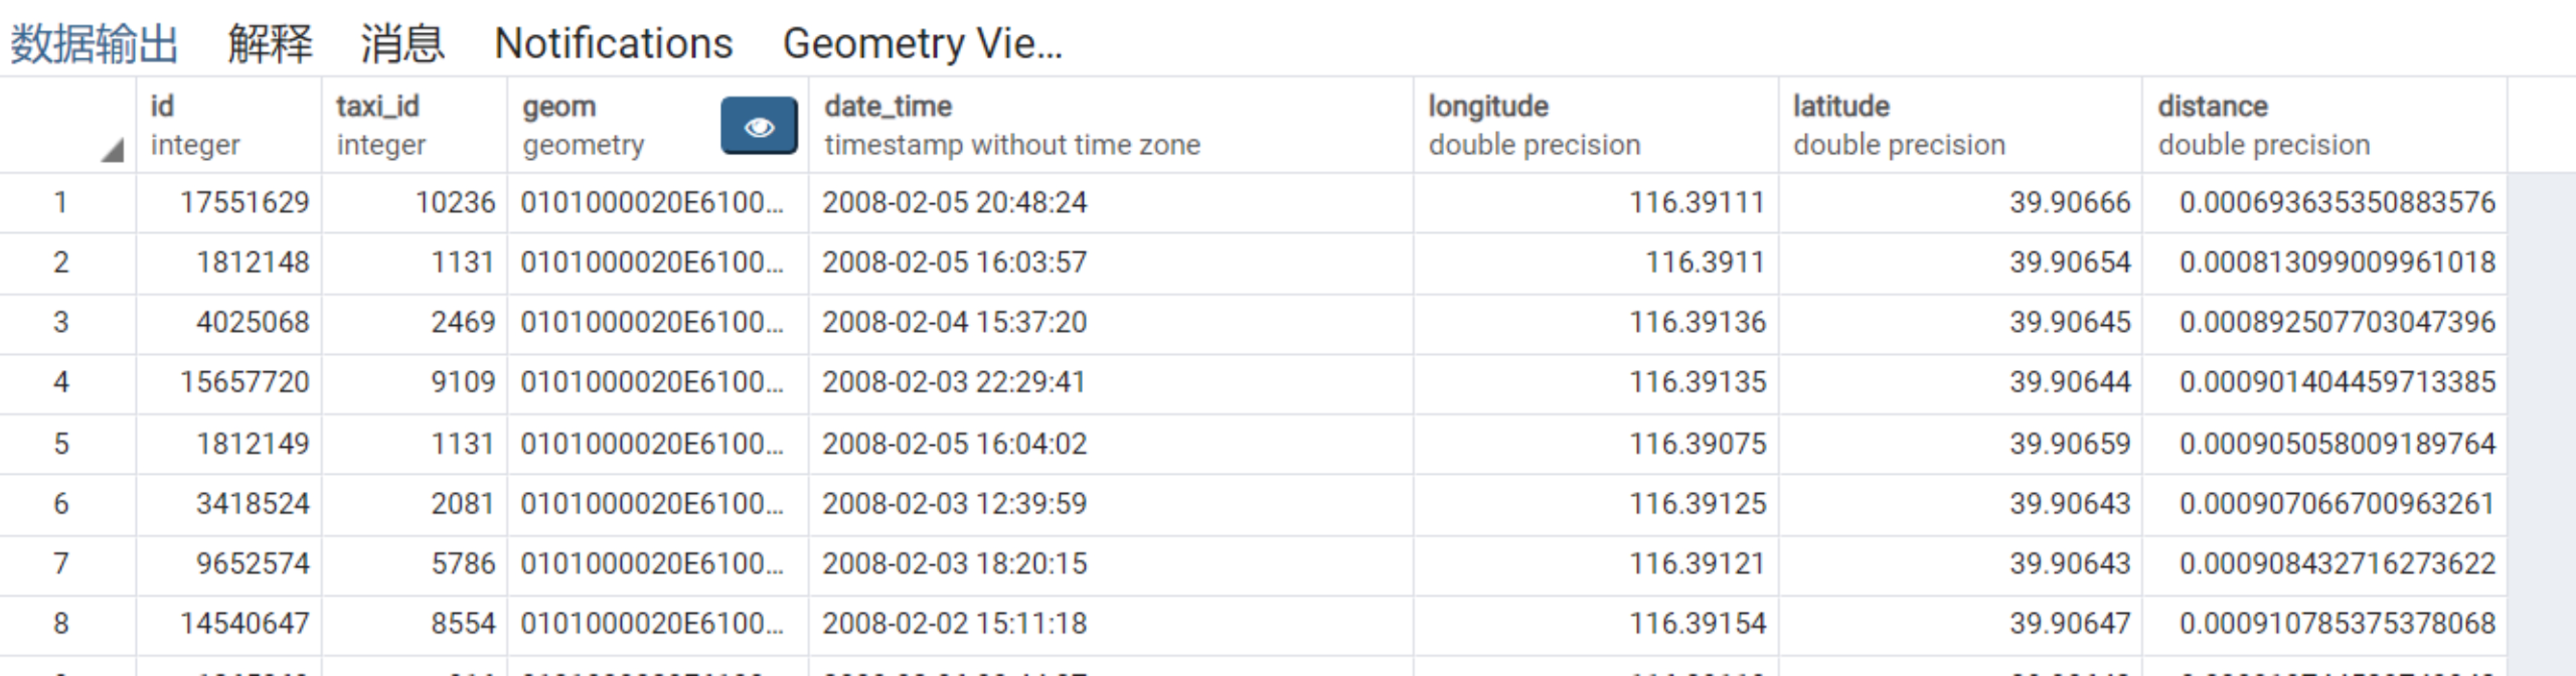 数据输出 解释 消息 Notifications Geometry Vie...
id taxi_id geom date_time longitude latitude distance
integer integer geometry timestamp without time zone double precision double precision double precision
1 17551629 10236 0101000020E6100... 2008-02-05 20:48:24 116.39111 39.90666 0.000693635350883576
2 1812148 1131 0101000020E6100... 2008-02-05 16:03:57 116.3911 39.90654 0.000813099009961018
3 4025068 2469 0101000020E6100... 2008-02-04 15:37:20 116.39136 39.90645 0.000892507703047396
4 15657720 9109 0101000020E6100... 2008-02-03 22:29:41 116.39135 39.90644 0.000901404459713385
5 1812149 1131 0101000020E6100... 2008-02-05 16:04:02 116.39075 39.90659 0.000905058009189764
6 3418524 2081 0101000020E6100... 2008-02-03 12:39:59 116.39125 39.90643 0.000907066700963261
7 9652574 5786 0101000020E6100... 2008-02-03 18:20:15 116.39121 39.90643 0.000908432716273622
8 14540647 8554 0101000020E6100... 2008-02-02 15:11:18 116.39154 39.90647 0.000910785375378068